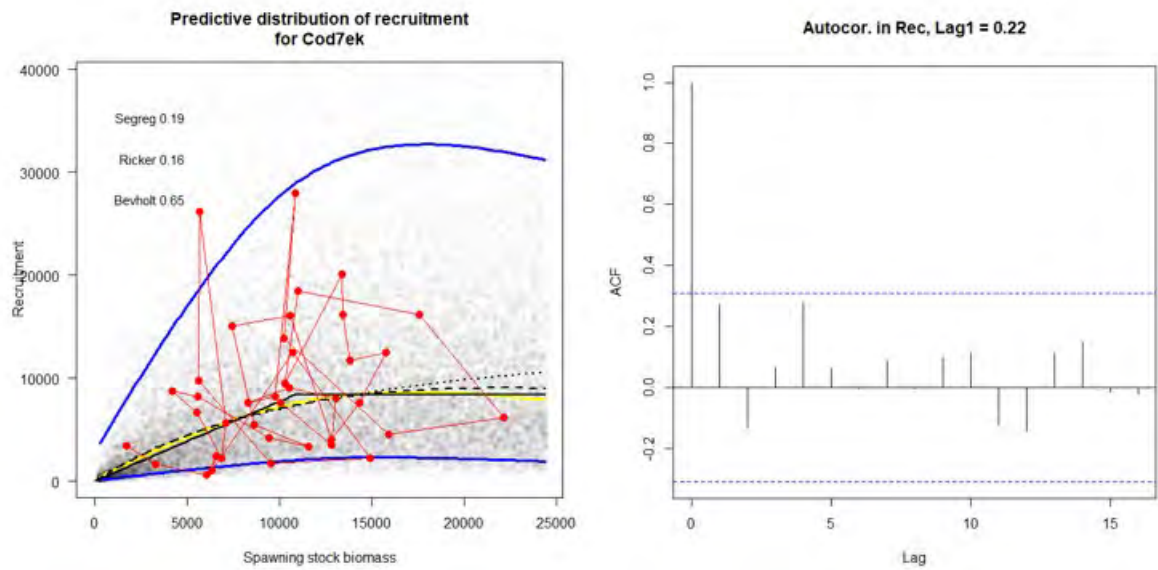 Predictive distribution of recruitment
for Cod7ek
40000
30000
20000
10000
0
Recruitment
Segreg 0.19
Ricker 0.16
Bevholt 0.65
0 5000 10000 15000 20000 25000
Spawning stock biomass
Autocor. in Rec, Lag1 = 0.22
1.0
0.8
0.6
0.4
0.2
0.0
-0.2
ACF
0 5 10 15
Lag